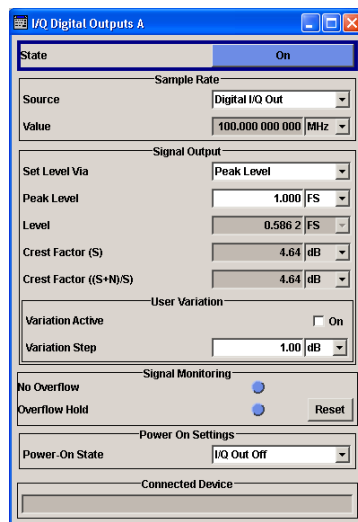 I/Q Digital Outputs A
State On
Sample Rate
Source Digital I/Q Out
Value 100.000 000 000 MHz
Signal Output
Set Level Via Peak Level
Peak Level 1.000 FS
Level 0.586 2 FS
Crest Factor (S) 4.64 dB
Crest Factor ((S+N)/S) 4.64 dB
User Variation
Variation Active On
Variation Step 1.00 dB
Signal Monitoring
No Overflow
Overflow Hold Reset
Power On Settings
Power-On State I/Q Out Off
Connected Device